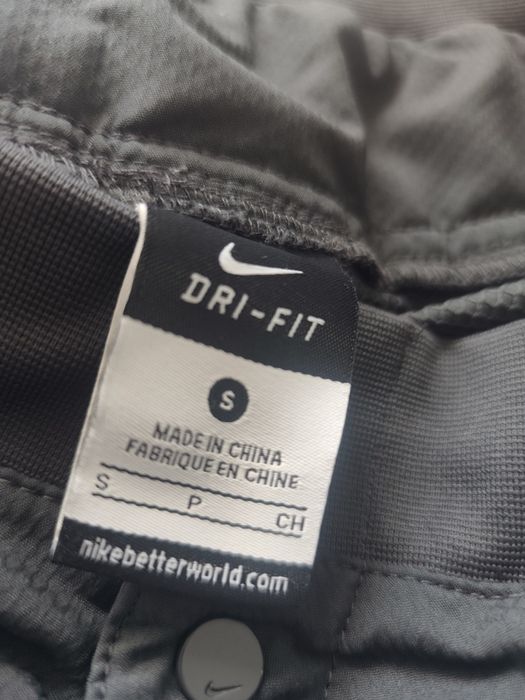 DRI-FIT
S
MADE IN CHINA
FABRIQUE EN CHINE
S P CH
nikebetterworld.com